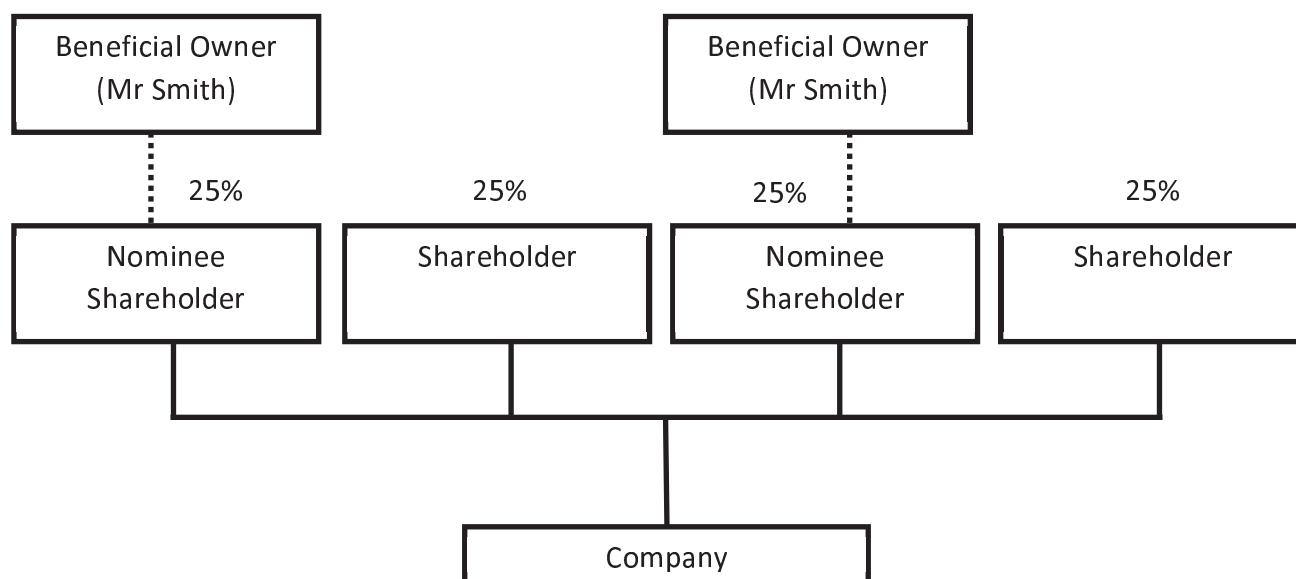 Beneficial Owner
(Mr Smith)
Beneficial Owner
(Mr Smith)
25%
25%
25%
25%
Nominee
Shareholder
Shareholder
Nominee
Shareholder
Shareholder
Company